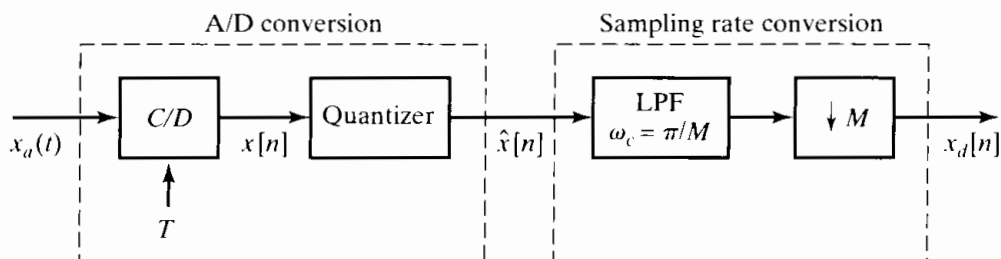 A/D conversion
Sampling rate conversion
C/D
Quantizer
LPF
ω_c = π/M
↓ M
x_a(t)
x[n]
x̂[n]
x_d[n]
T